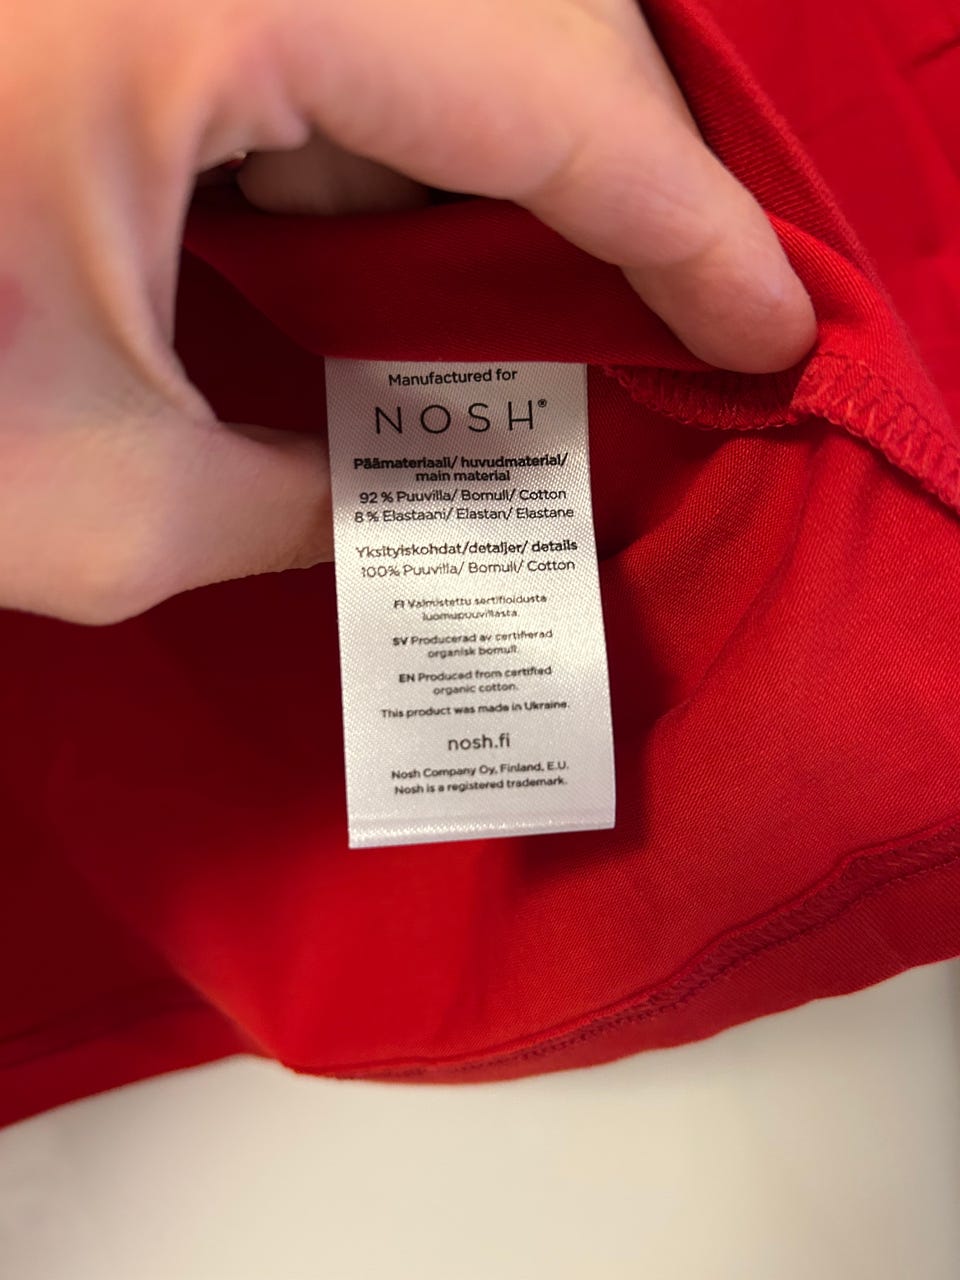 Manufactured for
NOSH®
Päämateriaali/ huvudmaterial/
main material
92 % Puuvilla/ Bomull/ Cotton
8 % Elastaani/ Elastan/ Elastane
Yksityiskohdat/detaljer/ details
100% Puuvilla/ Bomull/ Cotton
FI Valmistettu sertifioidusta
luomupuuvillasta.
SV Producerad av certifierad
organisk bomull.
EN Produced from certified
organic cotton.
This product was made in Ukraine.
nosh.fi
Nosh Company Oy, Finland, E.U.
Nosh is a registered trademark.